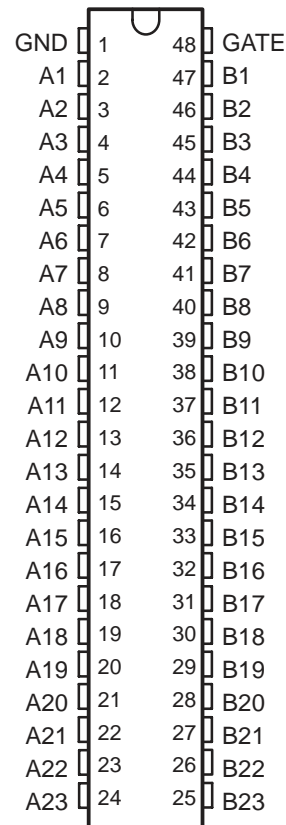 GND 1 48 GATE
A1 2 47 B1
A2 3 46 B2
A3 4 45 B3
A4 5 44 B4
A5 6 43 B5
A6 7 42 B6
A7 8 41 B7
A8 9 40 B8
A9 10 39 B9
A10 11 38 B10
A11 12 37 B11
A12 13 36 B12
A13 14 35 B13
A14 15 34 B14
A15 16 33 B15
A16 17 32 B16
A17 18 31 B17
A18 19 30 B18
A19 20 29 B19
A20 21 28 B20
A21 22 27 B21
A22 23 26 B22
A23 24 25 B23